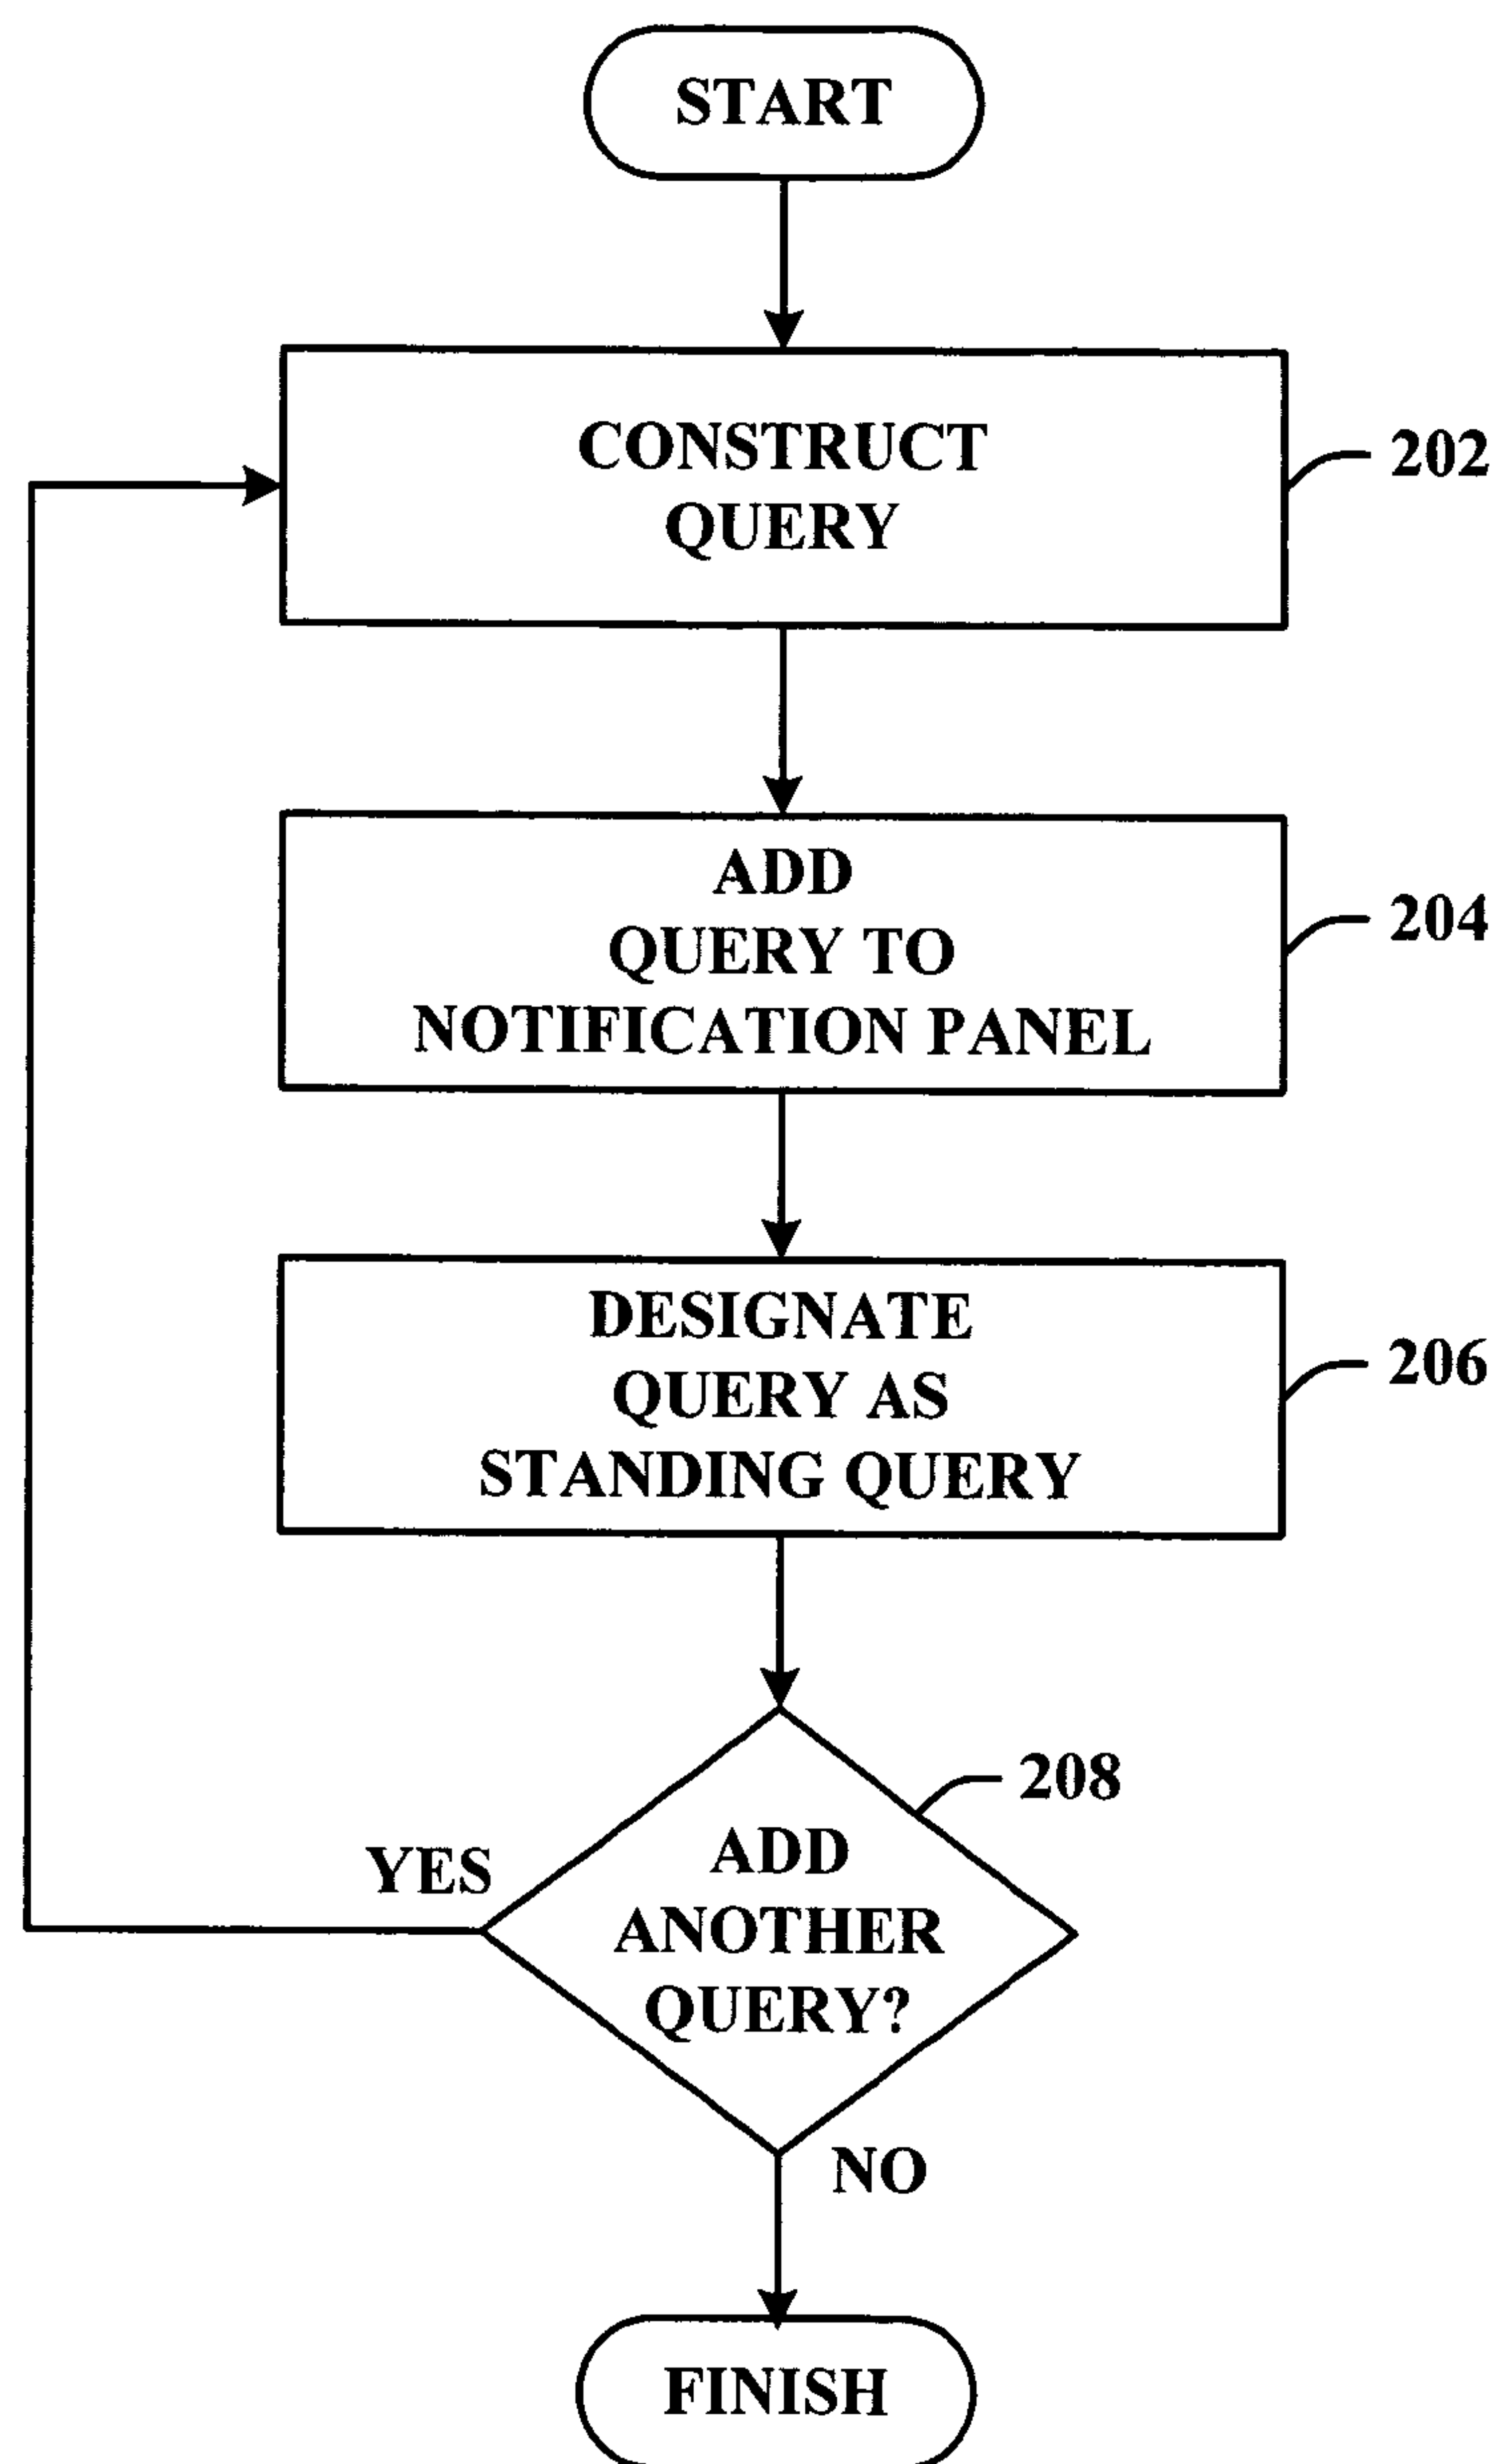 START
CONSTRUCT
QUERY
202
ADD
QUERY TO
NOTIFICATION PANEL
204
DESIGNATE
QUERY AS
STANDING QUERY
206
208
ADD
ANOTHER
QUERY?
YES
NO
FINISH